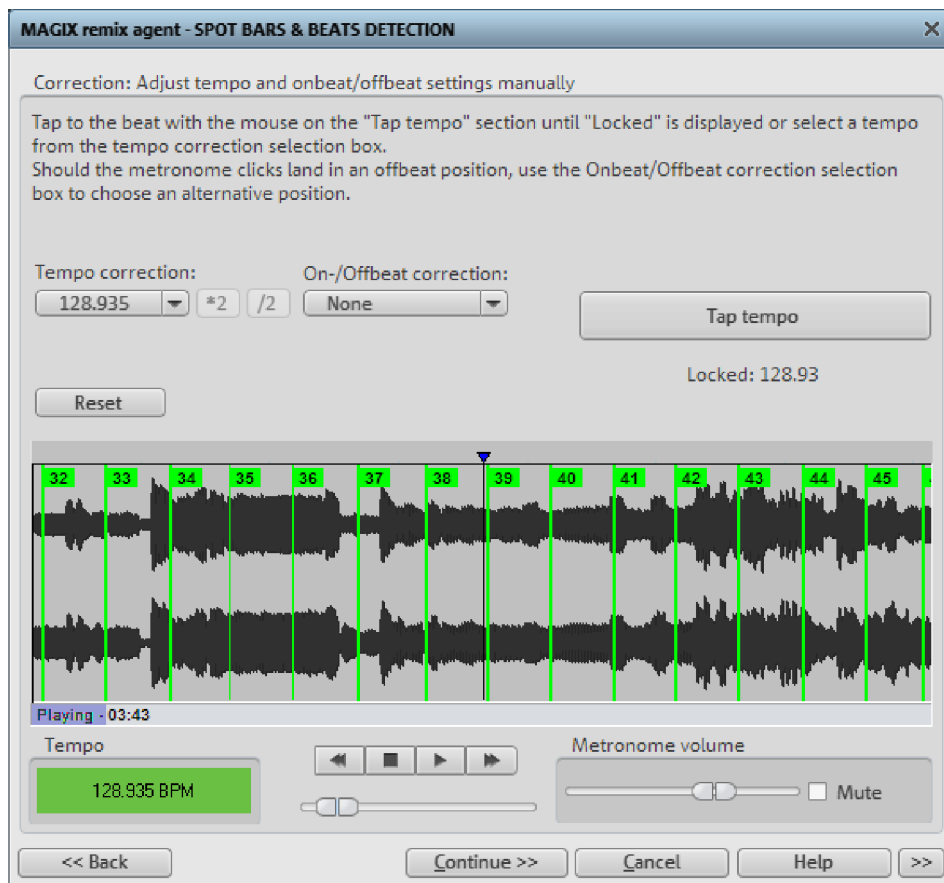 MAGIX remix agent - SPOT BARS & BEATS DETECTION
Correction: Adjust tempo and onbeat/offbeat settings manually
Tap to the beat with the mouse on the "Tap tempo" section until "Locked" is displayed or select a tempo
from the tempo correction selection box.
Should the metronome clicks land in an offbeat position, use the Onbeat/Offbeat correction selection
box to choose an alternative position.
Tempo correction: On-/Offbeat correction:
128.935 *2 /2 None
Tap tempo
Locked: 128.93
Reset
32 33 34 35 36 37 38 39 40 41 42 43 44 45
Playing - 03:43
Tempo Metronome volume
128.935 BPM Mute
<< Back Continue >> Cancel Help >>